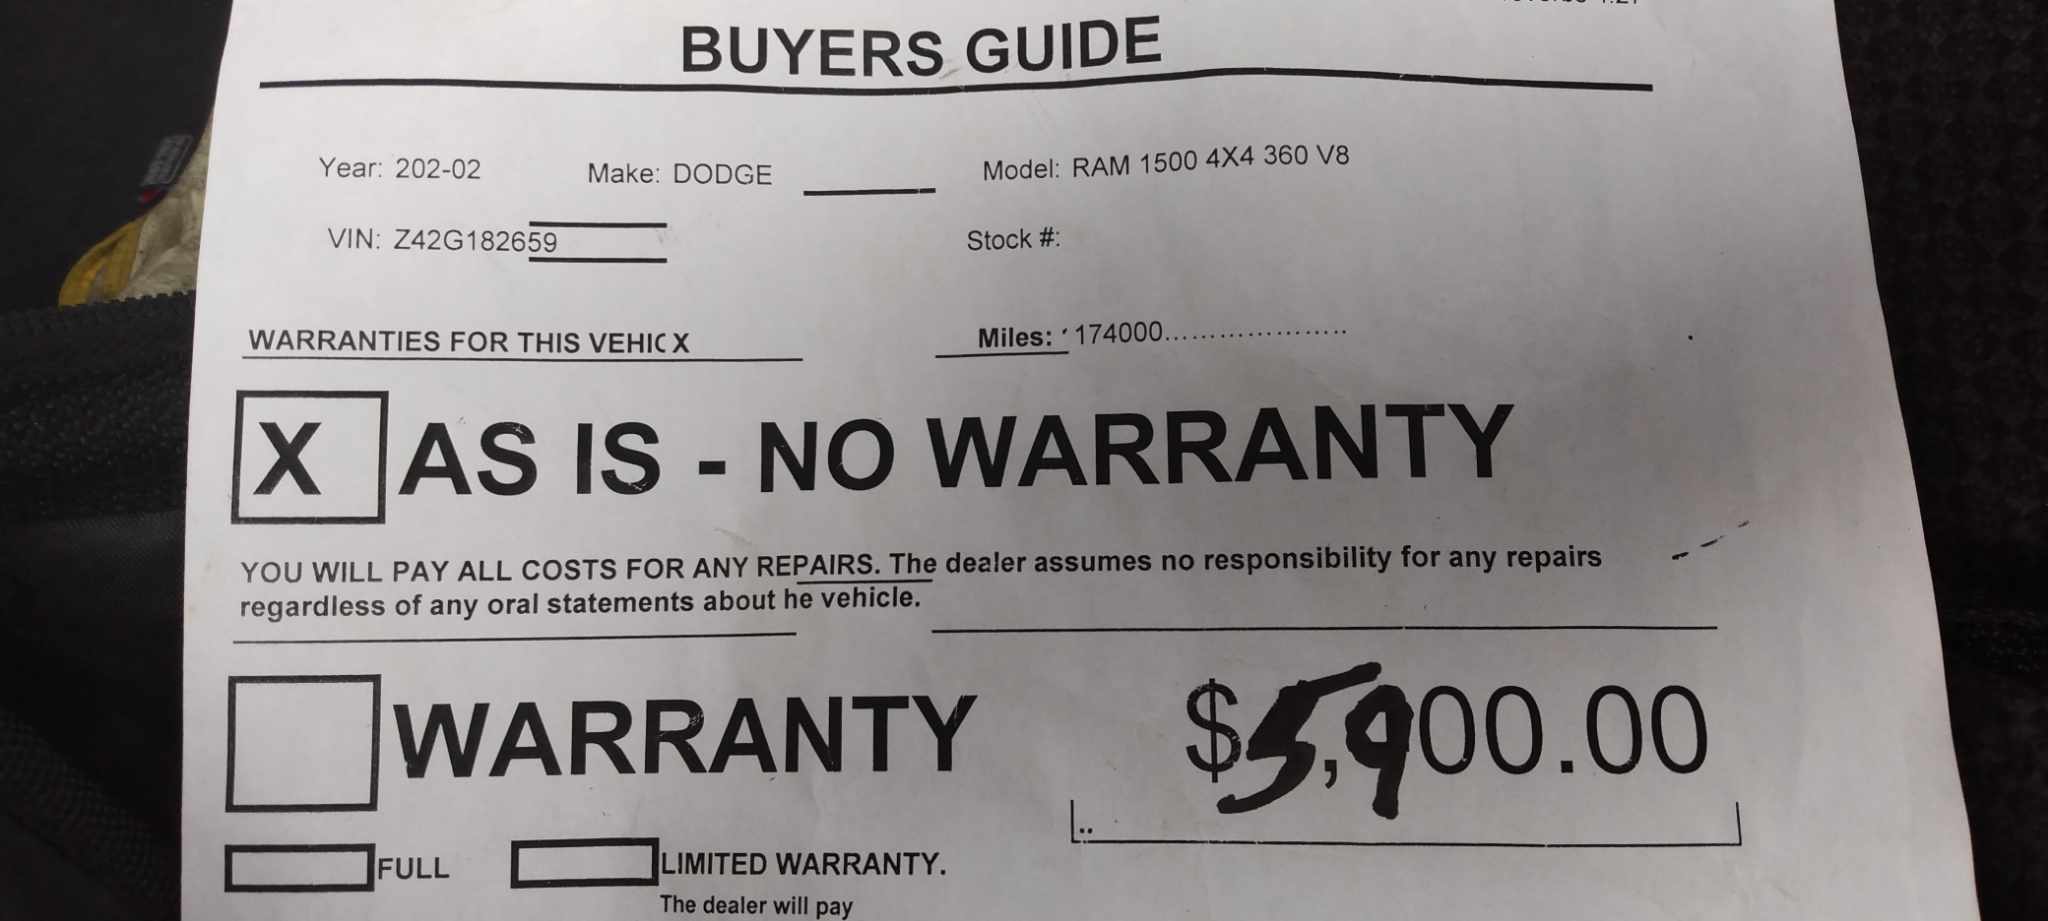 BUYERS GUIDE
Year: 202-02 Make: DODGE Model: RAM 1500 4X4 360 V8
VIN: Z42G182659 Stock #:
WARRANTIES FOR THIS VEHIC X Miles: 174000....................
X AS IS - NO WARRANTY
YOU WILL PAY ALL COSTS FOR ANY REPAIRS. The dealer assumes no responsibility for any repairs
regardless of any oral statements about he vehicle.
WARRANTY $5,900.00
FULL LIMITED WARRANTY.
The dealer will pay